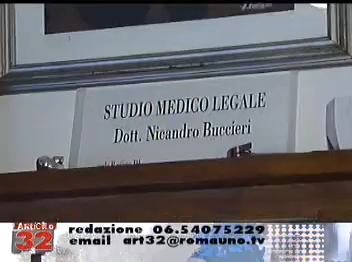 STUDIO MEDICO LEGALE
Dott. Nicandro Buccieri
ARTICOLO
32
redazione 06.54075229
email art32@romauno.tv